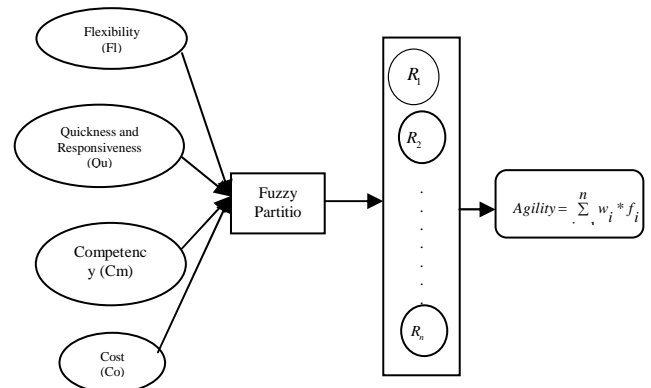 Flexibility
(Fl)
Quickness and
Responsiveness
(Qu)
Competenc
y (Cm)
Cost
(Co)
Fuzzy
Partitio
R₁
R₂
Rₙ
n
Agility = ∑ wᵢ * fᵢ